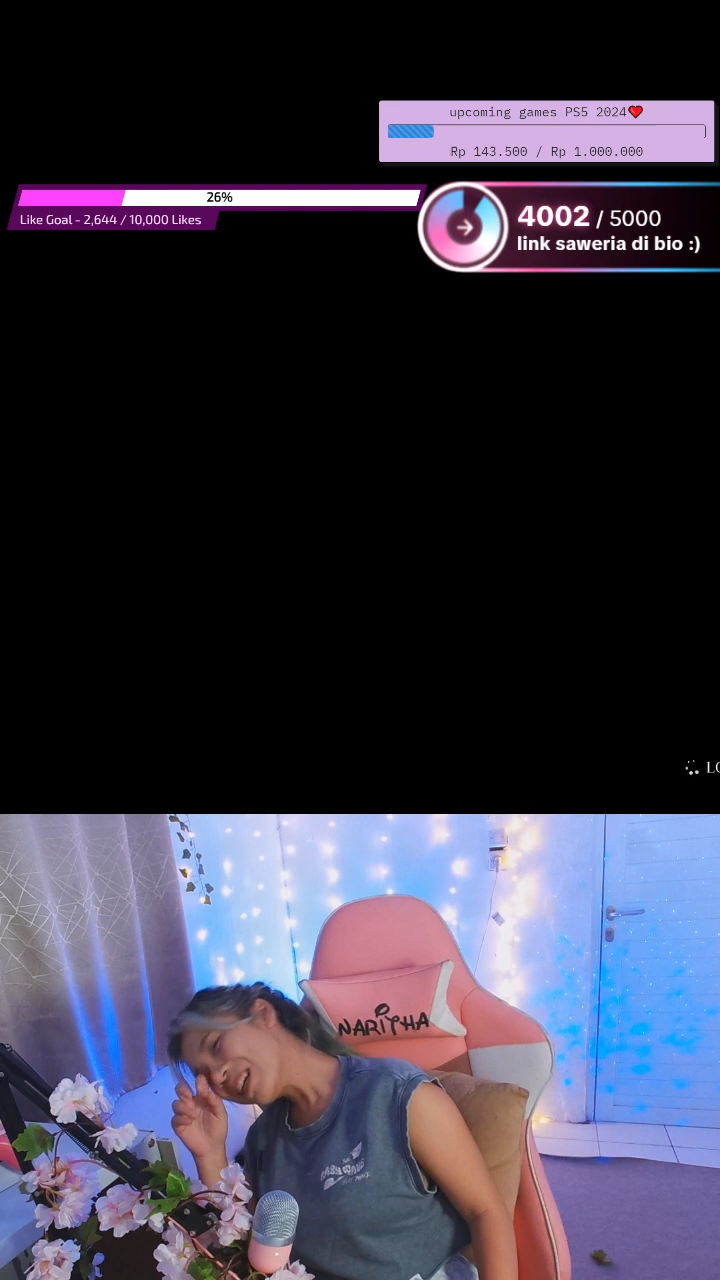 upcoming games PS5 2024❤️
Rp 143.500 / Rp 1.000.000
26%
Like Goal - 2,644 / 10,000 Likes
4002 / 5000
link saweria di bio :)
NARITHA